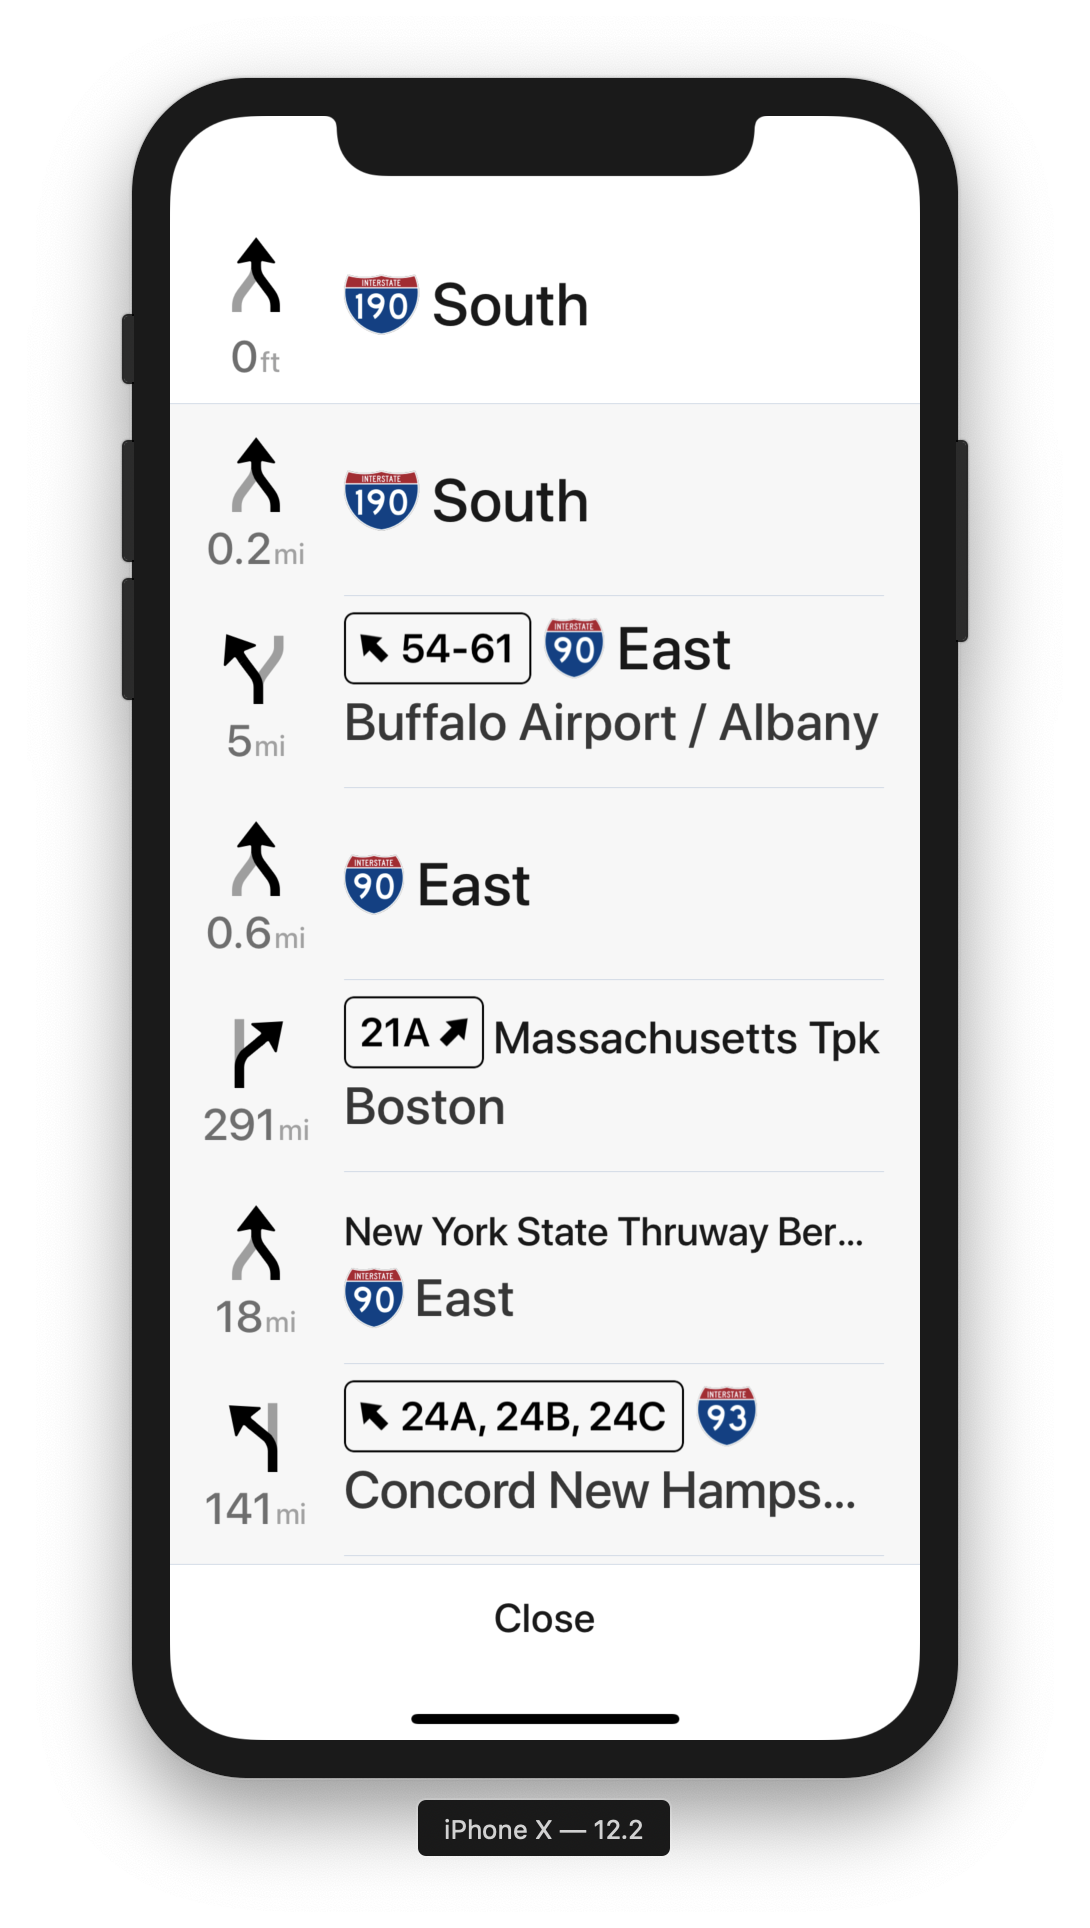 INTERSTATE
190 South
0 ft
INTERSTATE
190 South
0.2 mi
54-61 INTERSTATE 90 East
Buffalo Airport / Albany
5 mi
INTERSTATE
90 East
0.6 mi
21A Massachusetts Tpk
Boston
291 mi
New York State Thruway Ber...
INTERSTATE
90 East
18 mi
24A, 24B, 24C INTERSTATE 93
Concord New Hamps...
141 mi
Close
iPhone X — 12.2